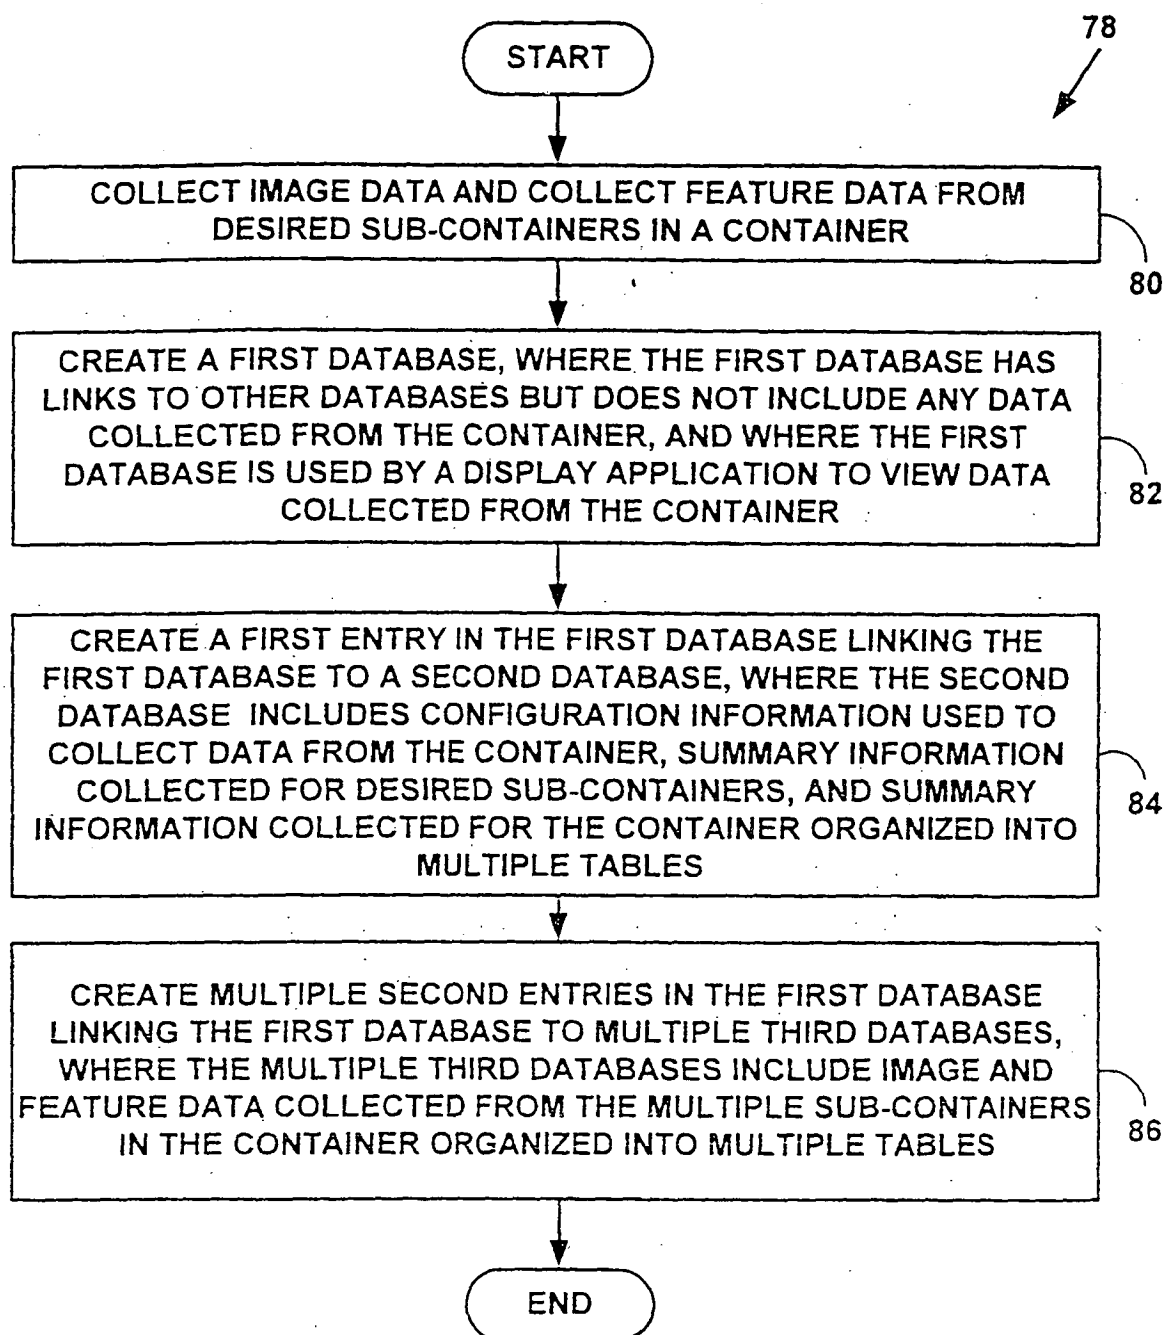 78
START
COLLECT IMAGE DATA AND COLLECT FEATURE DATA FROM
DESIRED SUB-CONTAINERS IN A CONTAINER
80
CREATE A FIRST DATABASE, WHERE THE FIRST DATABASE HAS
LINKS TO OTHER DATABASES BUT DOES NOT INCLUDE ANY DATA
COLLECTED FROM THE CONTAINER, AND WHERE THE FIRST
DATABASE IS USED BY A DISPLAY APPLICATION TO VIEW DATA
COLLECTED FROM THE CONTAINER
82
CREATE A FIRST ENTRY IN THE FIRST DATABASE LINKING THE
FIRST DATABASE TO A SECOND DATABASE, WHERE THE SECOND
DATABASE INCLUDES CONFIGURATION INFORMATION USED TO
COLLECT DATA FROM THE CONTAINER, SUMMARY INFORMATION
COLLECTED FOR DESIRED SUB-CONTAINERS, AND SUMMARY
INFORMATION COLLECTED FOR THE CONTAINER ORGANIZED INTO
MULTIPLE TABLES
84
CREATE MULTIPLE SECOND ENTRIES IN THE FIRST DATABASE
LINKING THE FIRST DATABASE TO MULTIPLE THIRD DATABASES,
WHERE THE MULTIPLE THIRD DATABASES INCLUDE IMAGE AND
FEATURE DATA COLLECTED FROM THE MULTIPLE SUB-CONTAINERS
IN THE CONTAINER ORGANIZED INTO MULTIPLE TABLES
86
END